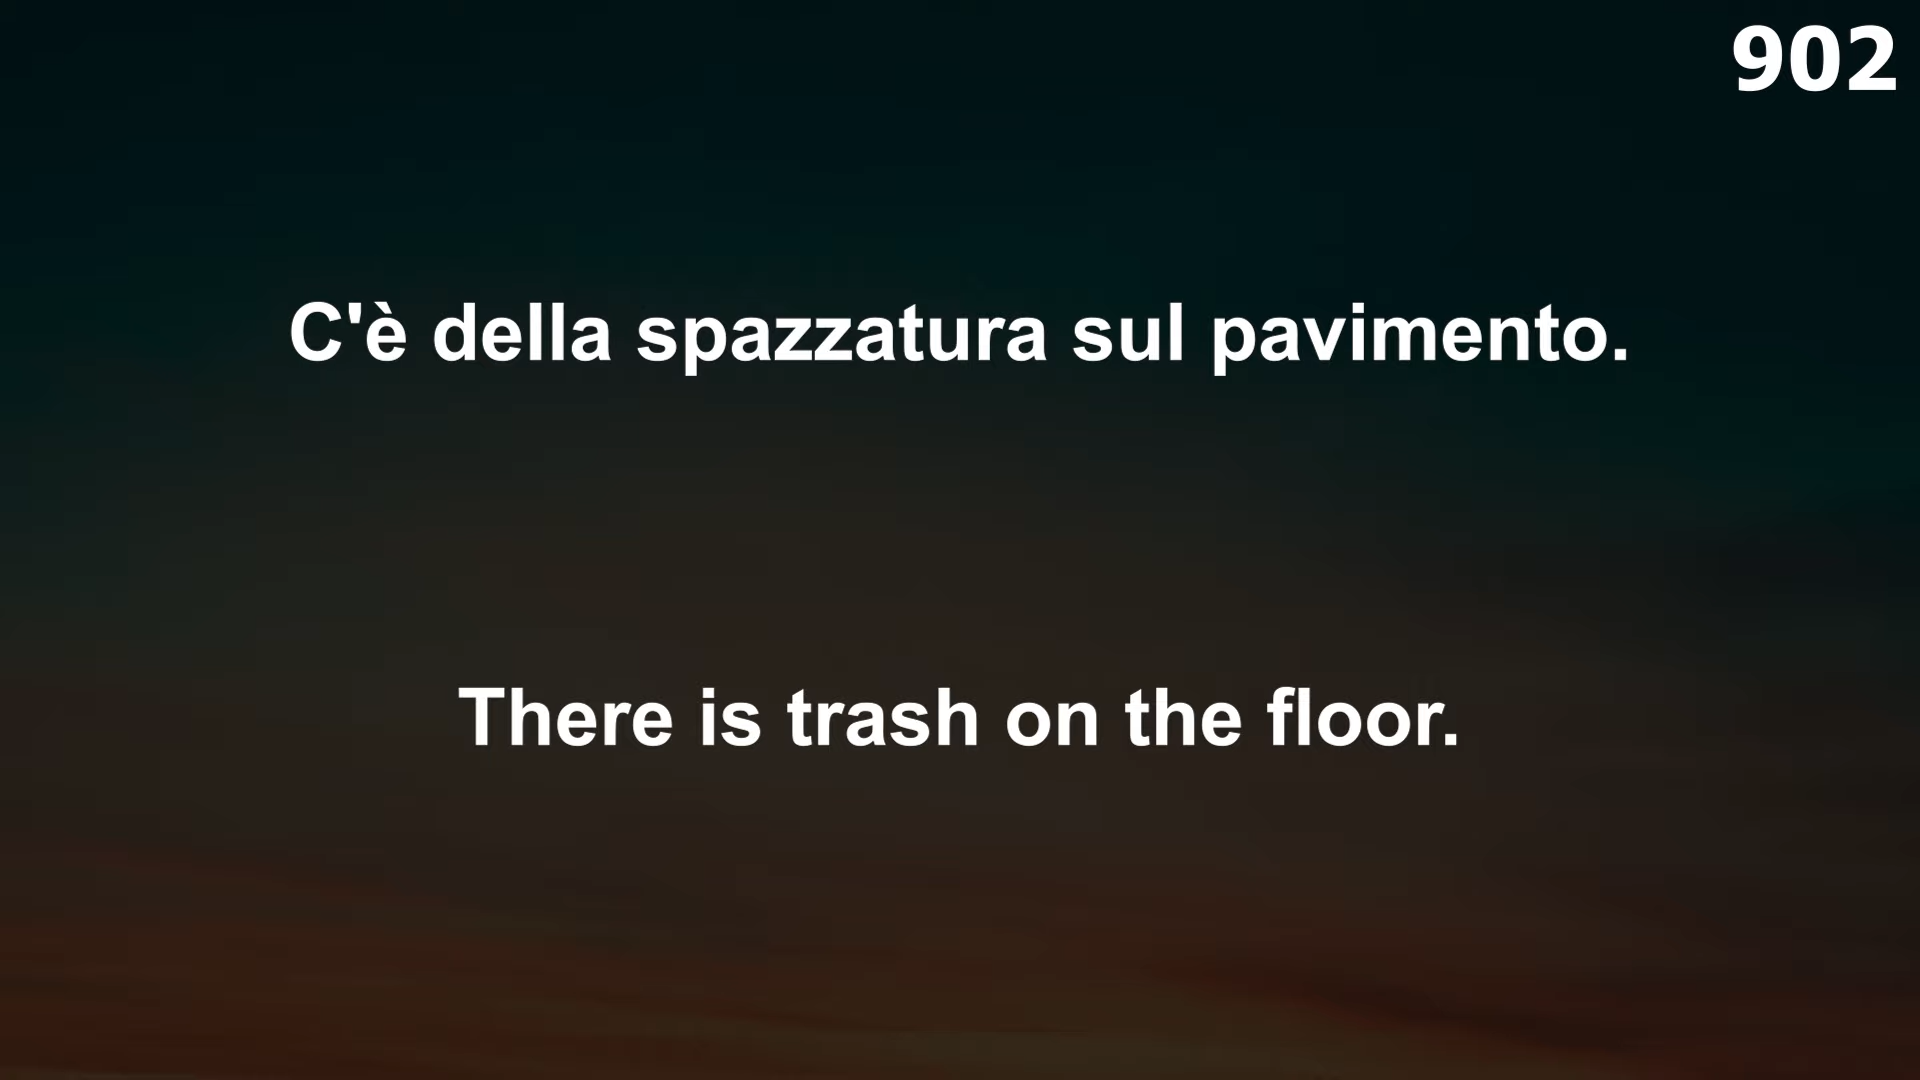 902
C'è della spazzatura sul pavimento.
There is trash on the floor.